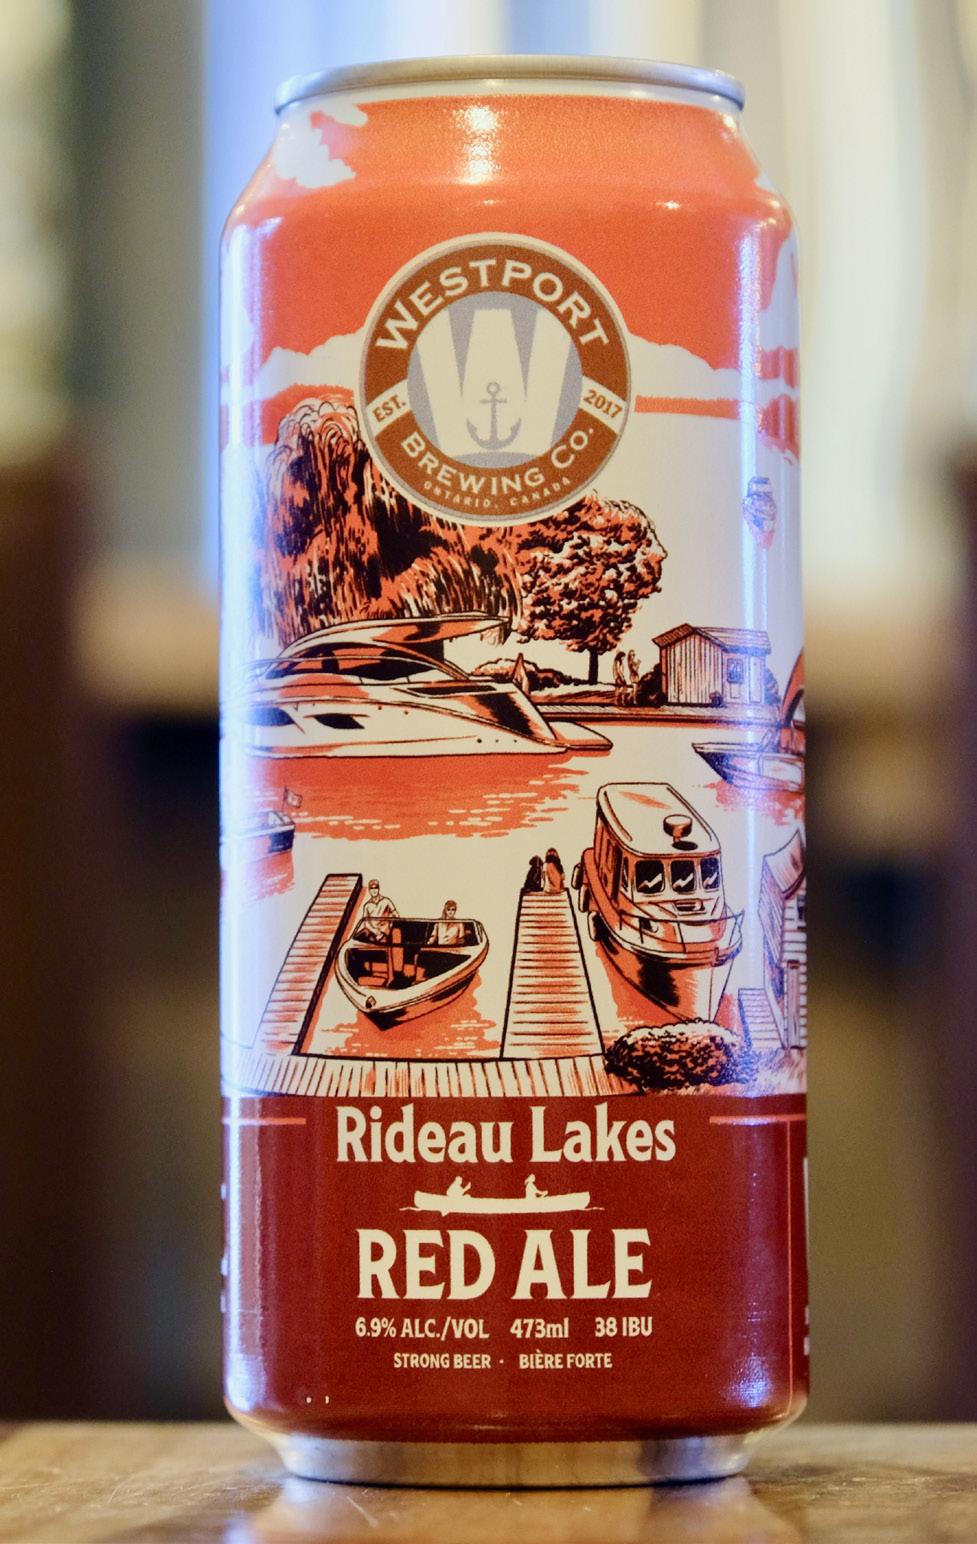 WESTPORT
EST. 2017
BREWING CO.
ONTARIO, CANADA
Rideau Lakes
RED ALE
6.9% ALC./VOL 473ml 38 IBU
STRONG BEER · BIÈRE FORTE